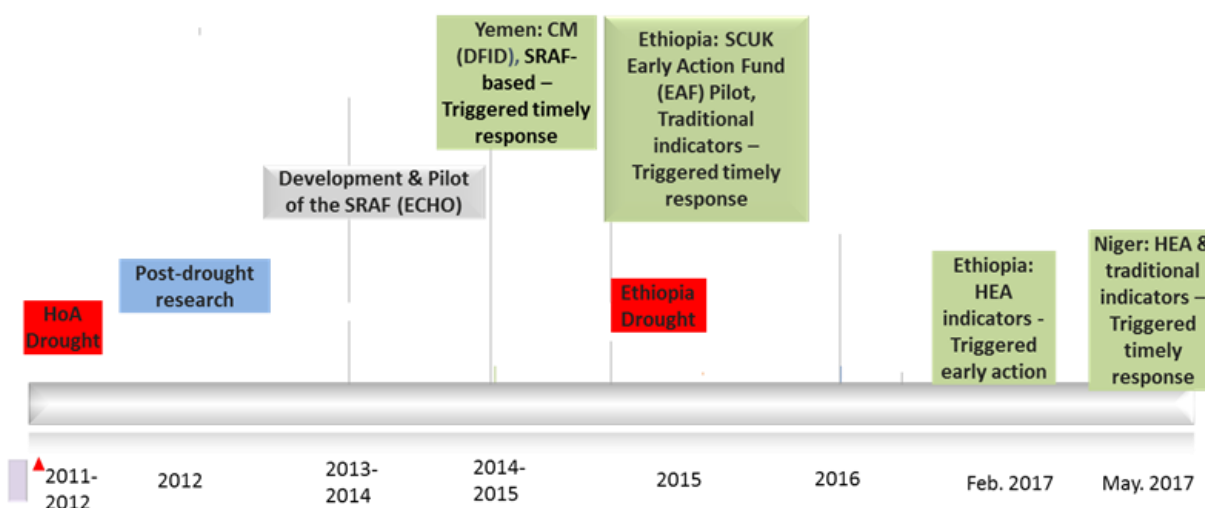 Yemen: CM
(DFID), SRAF-
based –
Triggered timely
response
Ethiopia: SCUK
Early Action Fund
(EAF) Pilot,
Traditional
indicators –
Triggered timely
response
Development & Pilot
of the SRAF (ECHO)
Post-drought
research
HoA
Drought
Ethiopia
Drought
Ethiopia:
HEA
indicators -
Triggered
early action
Niger: HEA &
traditional
indicators –
Triggered
timely
response
2011-
2012
2012
2013-
2014
2014-
2015
2015
2016
Feb. 2017
May. 2017